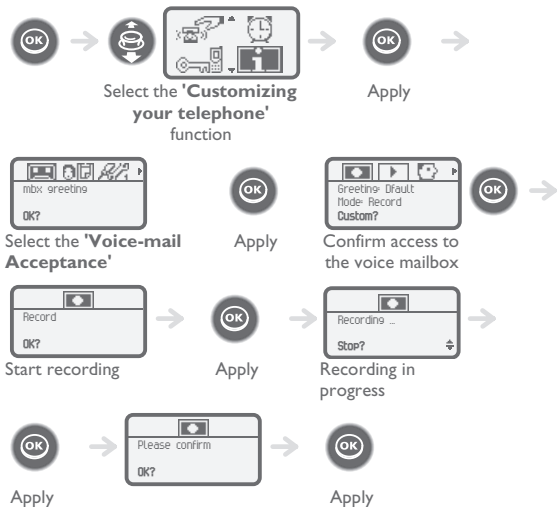 OK
OK
Select the 'Customizing
your telephone'
function
Apply
mbx greeting
OK?
OK
Greeting: Dfault
Mode: Record
Custom?
OK
Select the 'Voice-mail
Acceptance'
Apply
Confirm access to
the voice mailbox
Record
OK?
OK
Recording ...
Stop?
Start recording
Apply
Recording in
progress
OK
Please confirm
OK?
OK
Apply
Apply